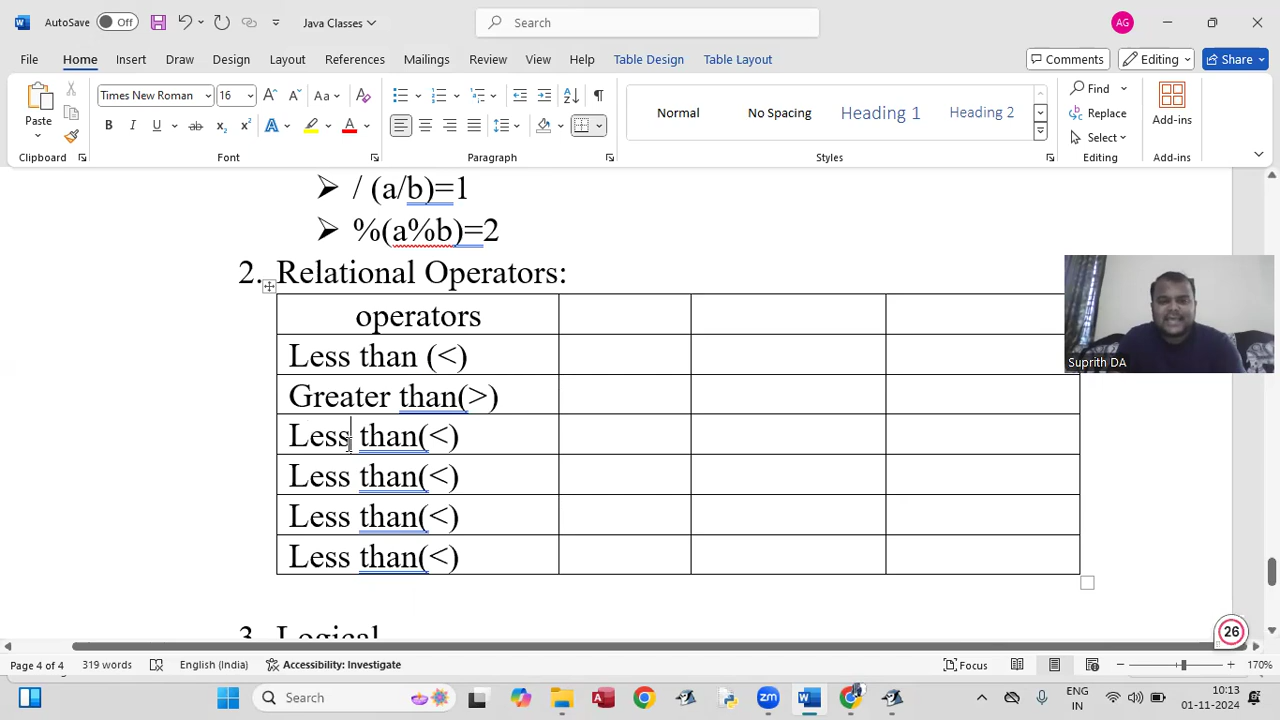 AutoSave Off Java Classes Search AG
File Home Insert Draw Design Layout References Mailings Review View Help Table Design Table Layout Comments Editing Share
Paste Times New Roman 16 Aa Normal No Spacing Heading 1 Heading 2 Find Replace Select Add-ins
Clipboard Font Paragraph Styles Editing Add-ins
➢ / (a/b)=1
➢ %(a%b)=2
2. Relational Operators:
operators
Less than (<)
Greater than(>)
Less than(<)
Less than(<)
Less than(<)
Less than(<)
Suprith DA
3. Logical
26
Page 4 of 4 319 words English (India) Accessibility: Investigate Focus 170%
Search ENG IN 10:13 01-11-2024